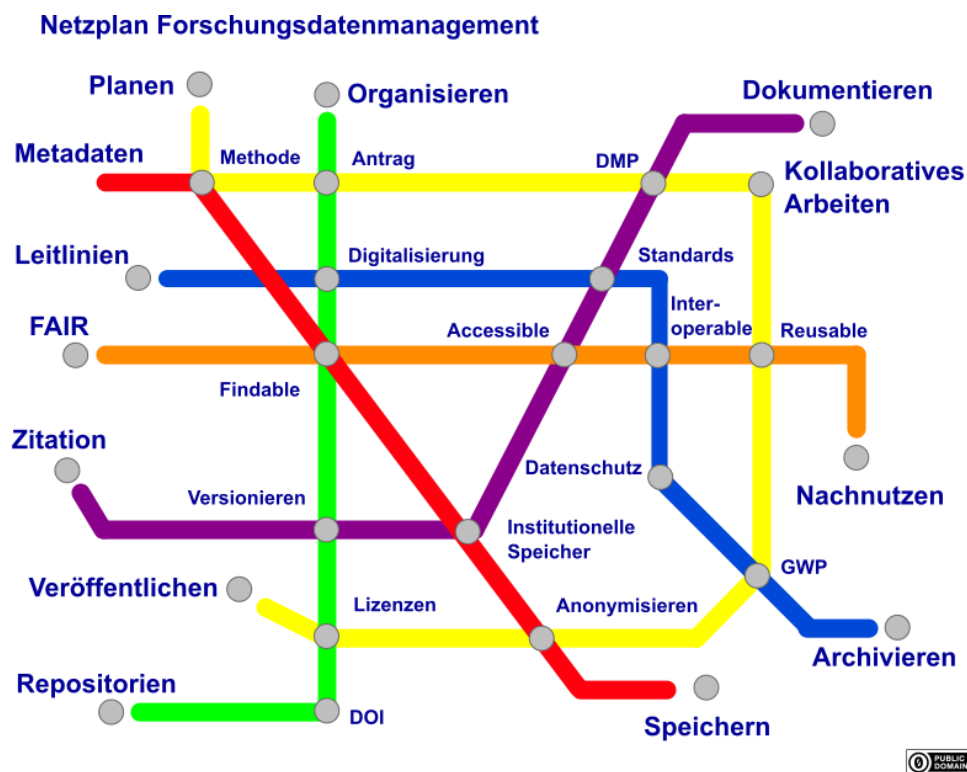 Netzplan Forschungsdatenmanagement
Planen
Organisieren
Dokumentieren
Metadaten
Methode
Antrag
DMP
Kollaboratives
Arbeiten
Leitlinien
Digitalisierung
Standards
Inter-
operable
FAIR
Accessible
Reusable
Findable
Zitation
Versionieren
Datenschutz
Nachnutzen
Institutionelle
Speicher
Veröffentlichen
Lizenzen
Anonymisieren
GWP
Archivieren
Repositorien
DOI
Speichern
0 PUBLIC
DOMAIN